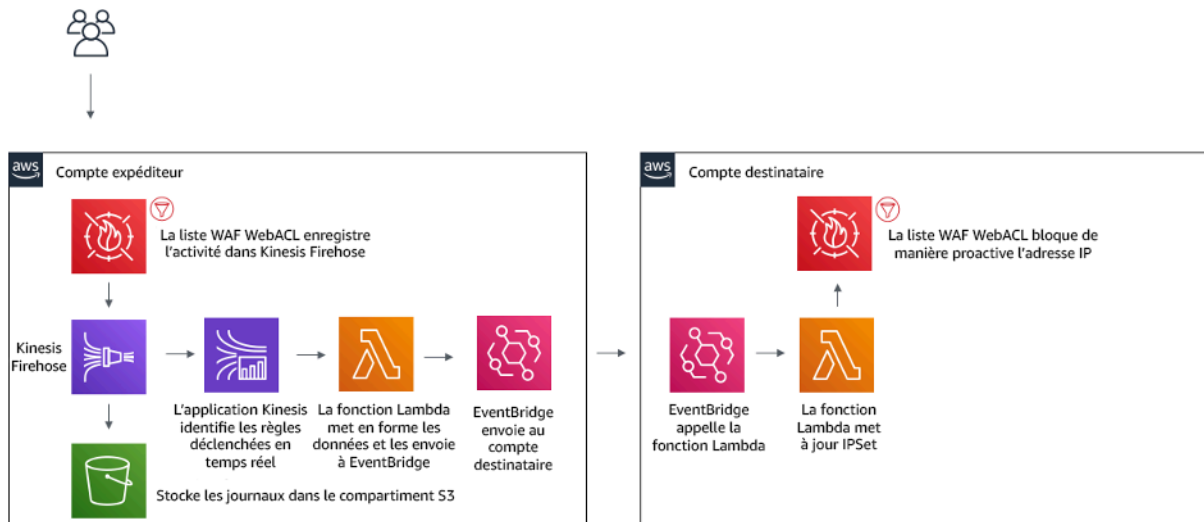 aws
Compte expéditeur
La liste WAF WebACL enregistre
l'activité dans Kinesis Firehose
Kinesis
Firehose
L'application Kinesis
identifie les règles
déclenchées en
temps réel
La fonction Lambda
met en forme les
données et les envoie
à EventBridge
EventBridge
envoie au
compte
destinataire
Stocke les journaux dans le compartiment S3
aws
Compte destinataire
La liste WAF WebACL bloque de
manière proactive l'adresse IP
EventBridge
appelle la
fonction Lambda
La fonction
Lambda met
à jour IPSet